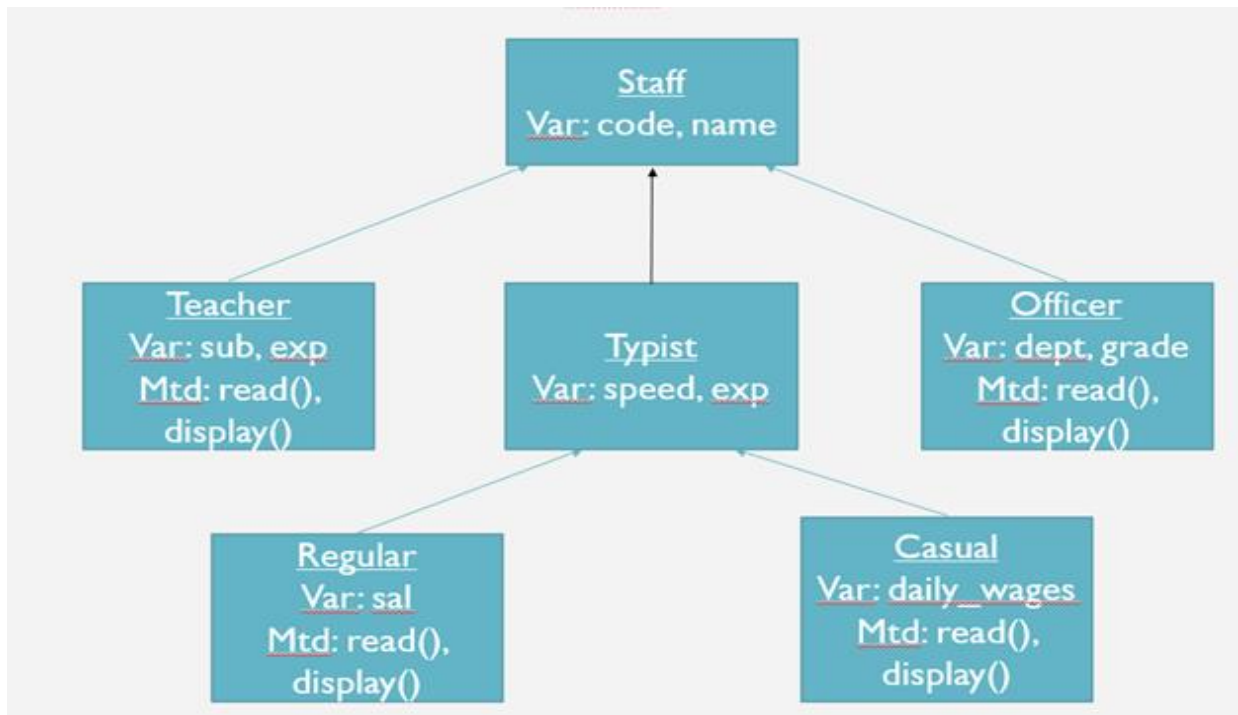 Staff
Var: code, name
Teacher
Var: sub, exp
Mtd: read(),
display()
Typist
Var: speed, exp
Officer
Var: dept, grade
Mtd: read(),
display()
Regular
Var: sal
Mtd: read(),
display()
Casual
Var: daily_wages
Mtd: read(),
display()